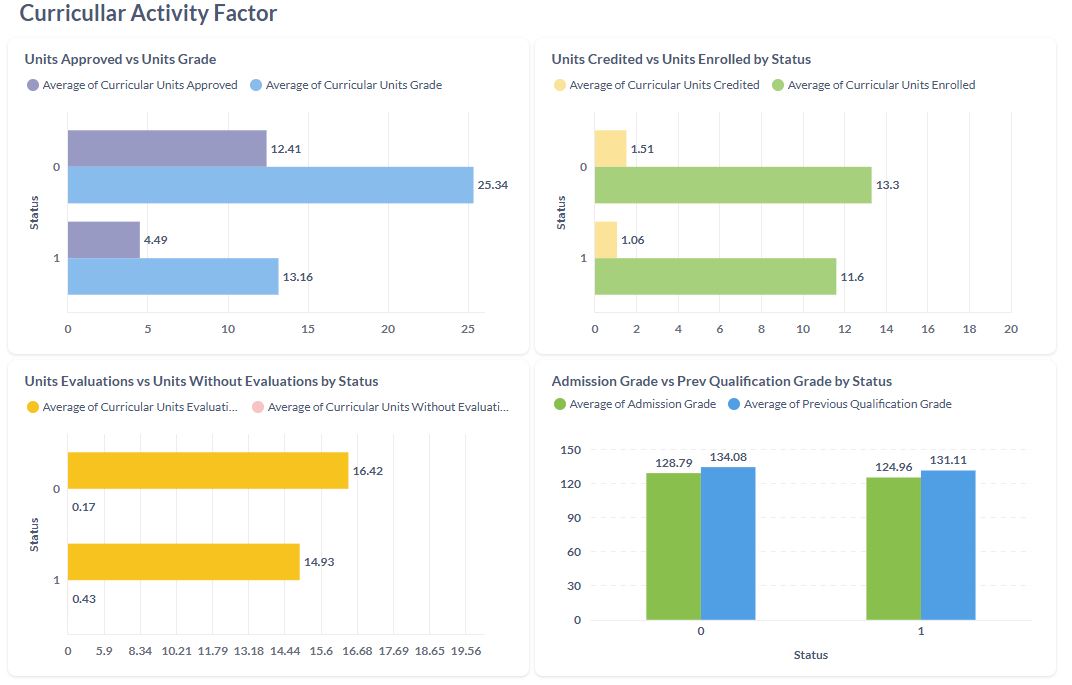 Curricullar Activity Factor
Units Approved vs Units Grade
Average of Curricular Units Approved Average of Curricular Units Grade
12.41
0
25.34
4.49
1
13.16
Status
0 5 10 15 20 25
Units Credited vs Units Enrolled by Status
Average of Curricular Units Credited Average of Curricular Units Enrolled
1.51
0
13.3
1.06
1
11.6
Status
0 2 4 6 8 10 12 14 16 18 20
Units Evaluations vs Units Without Evaluations by Status
Average of Curricular Units Evaluati... Average of Curricular Units Without Evaluati...
16.42
0
0.17
14.93
1
0.43
Status
0 5.9 8.34 10.21 11.79 13.18 14.44 15.6 16.68 17.69 18.65 19.56
Admission Grade vs Prev Qualification Grade by Status
Average of Admission Grade Average of Previous Qualification Grade
150
128.79 134.08 124.96 131.11
120
90
60
30
0
0 1
Status